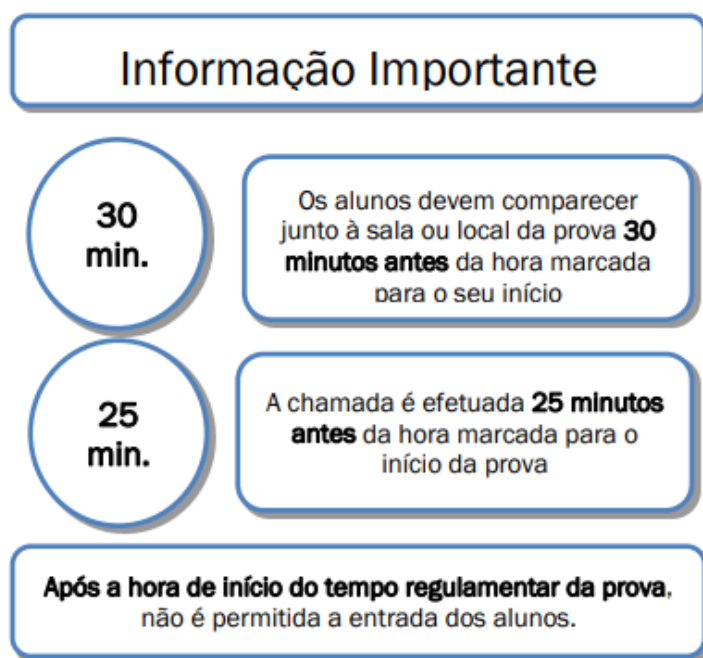 Informação Importante
30
min.
Os alunos devem comparecer
junto à sala ou local da prova 30
minutos antes da hora marcada
para o seu início
25
min.
A chamada é efetuada 25 minutos
antes da hora marcada para o
início da prova
Após a hora de início do tempo regulamentar da prova,
não é permitida a entrada dos alunos.